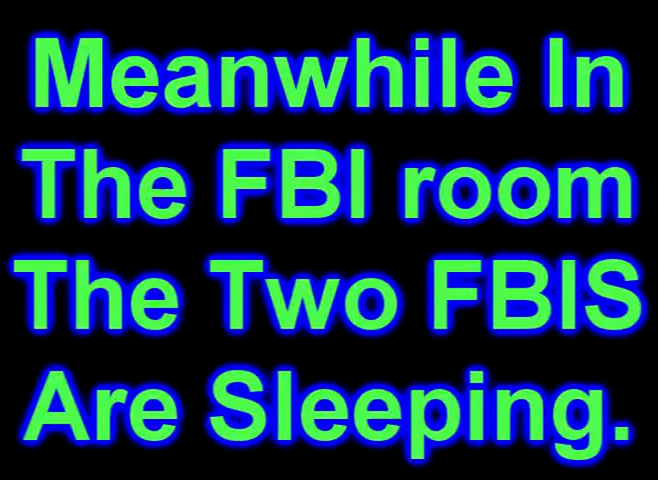 Meanwhile In
The FBI room
The Two FBIS
Are Sleeping.